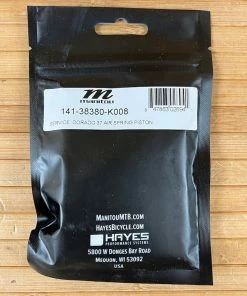 m
manitou
141-38380-K008
SERVICE, DORADO 37 AIR SPRING PISTON
MANITOUMTB.COM
HAYESBICYCLE.COM
HAYES
PERFORMANCE SYSTEMS
5800 W DONGES BAY ROAD
MEQUON, WI 53092
USA